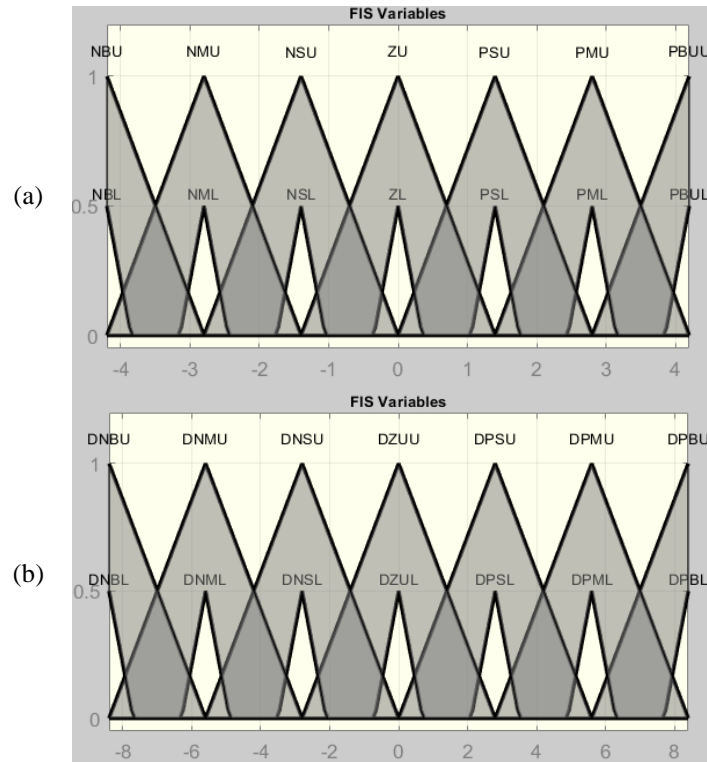 FIS Variables
NBU NMU NSU ZU PSU PMU PBUU
1
(a)
NBL NML NSL ZL PSL PML PBUL
0.5
0
-4 -3 -2 -1 0 1 2 3 4
FIS Variables
DNBU DNMU DNSU DZUU DPSU DPMU DPBU
1
(b)
DNBL DNML DNSL DZUL DPSL DPML DPBL
0.5
0
-8 -6 -4 -2 0 2 4 6 8